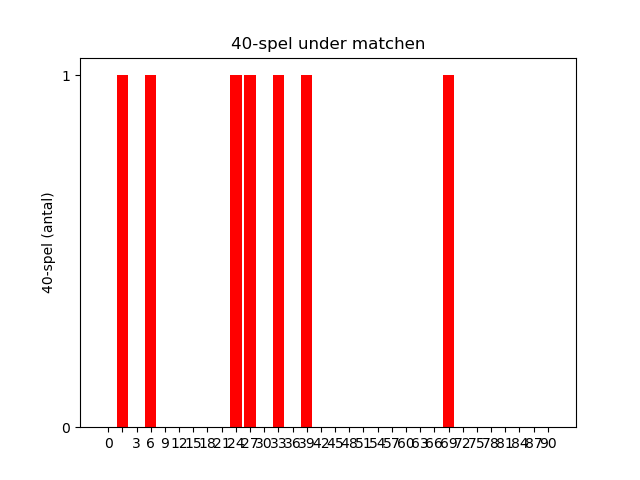 40-spel under matchen
40-spel (antal)
1
0
0 3 6 9 12 15 18 21 24 27 30 33 36 39 42 45 48 51 54 57 60 63 66 69 72 75 78 81 84 87 90